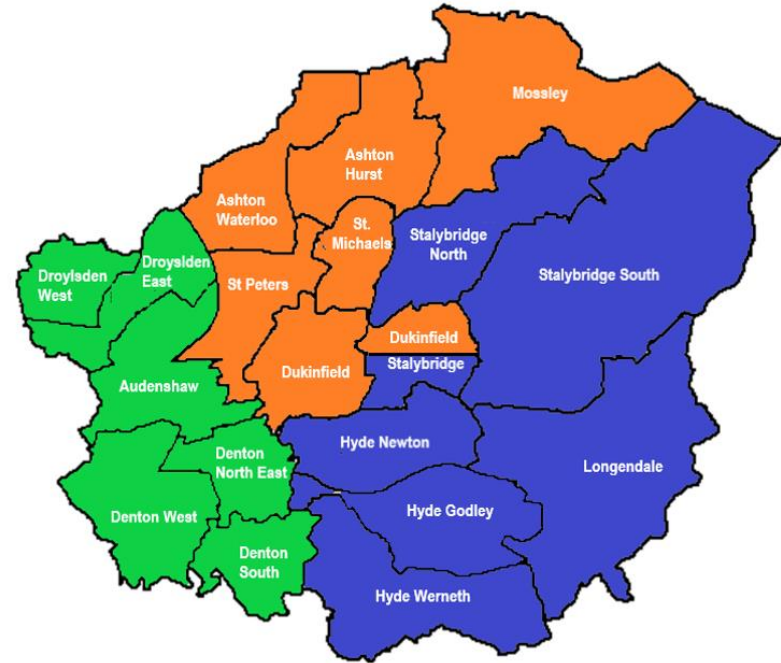 Mossley
Ashton
Hurst
Ashton
Waterloo
St.
Michaels
Stalybridge
North
Droylsden
West
Droyslden
East
St Peters
Stalybridge South
Dukinfield
Stalybridge
Dukinfield
Audenshaw
Hyde Newton
Denton
North East
Longendale
Denton West
Hyde Godley
Denton
South
Hyde Werneth